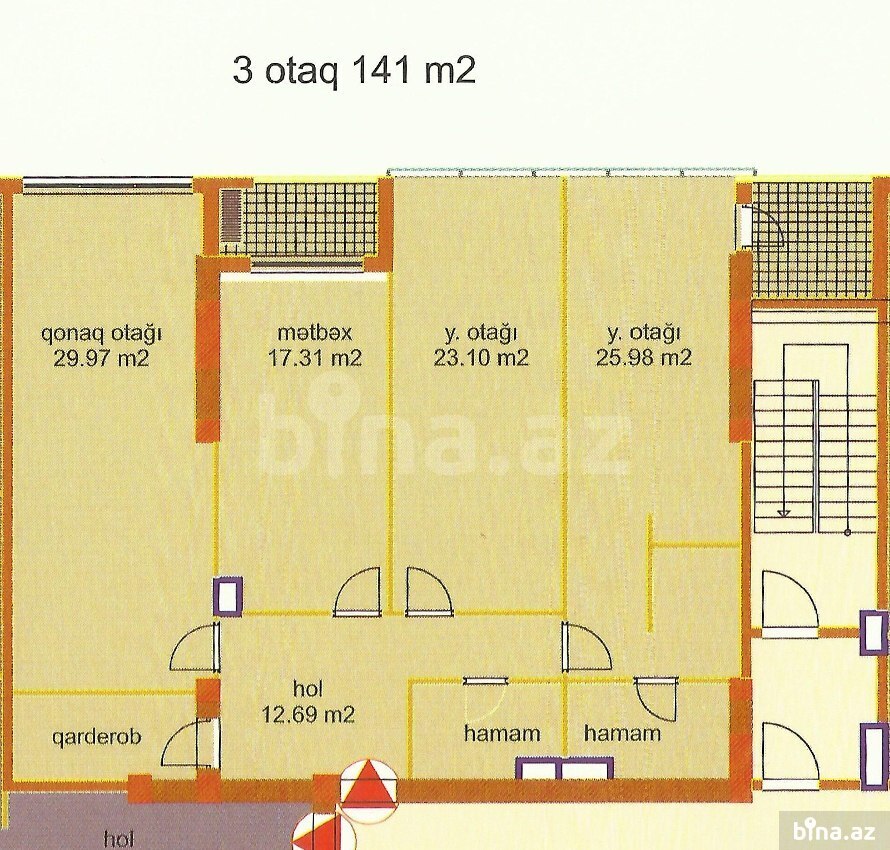 3 otaq 141 m2
qonaq otağı
29.97 m2
mətbəx
17.31 m2
y. otağı
23.10 m2
y. otağı
25.98 m2
bina.az
hol
12.69 m2
qarderob
hamam
hamam
hol
bina.az